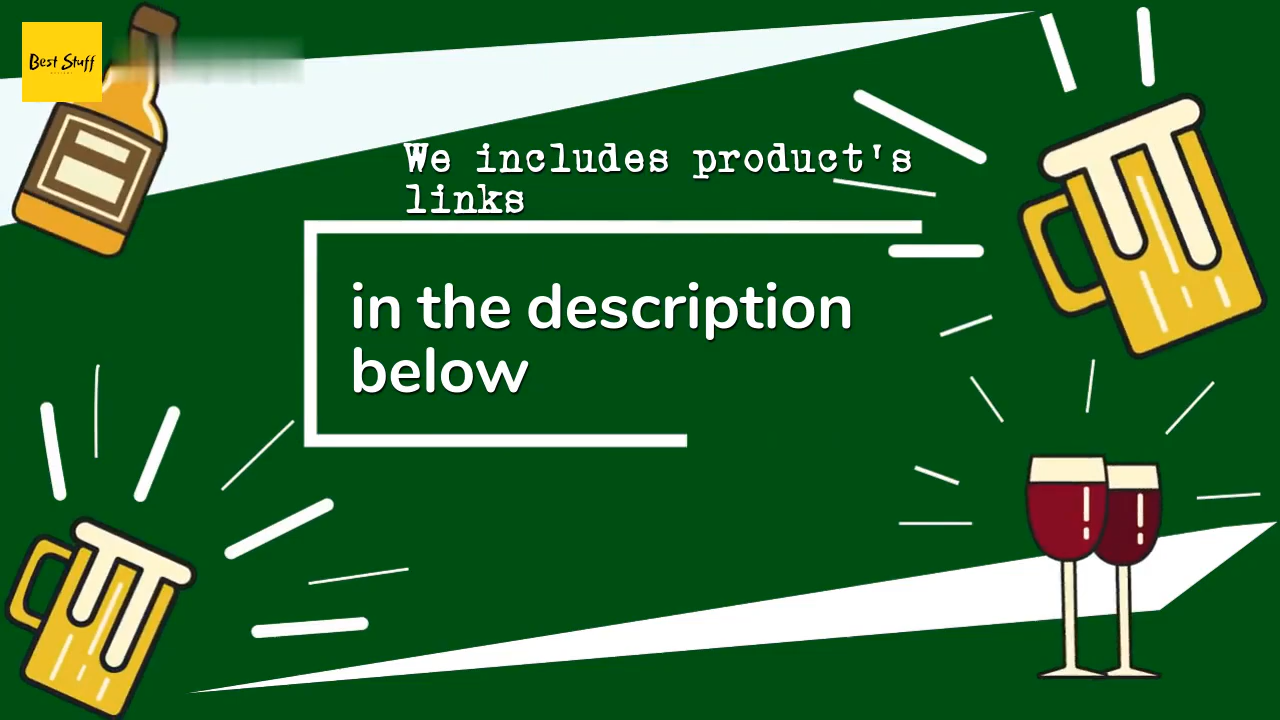 Best Stuff
We includes product's
links
in the description
below